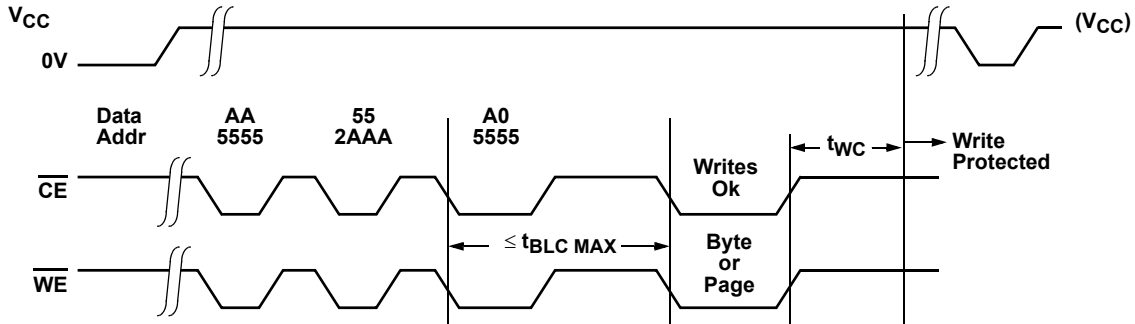 VCC
(VCC)
0V
Data AA 55 A0
Addr 5555 2AAA 5555
tWC
Write
Protected
CE
Writes
Ok
≤ tBLC MAX
Byte
or
Page
WE